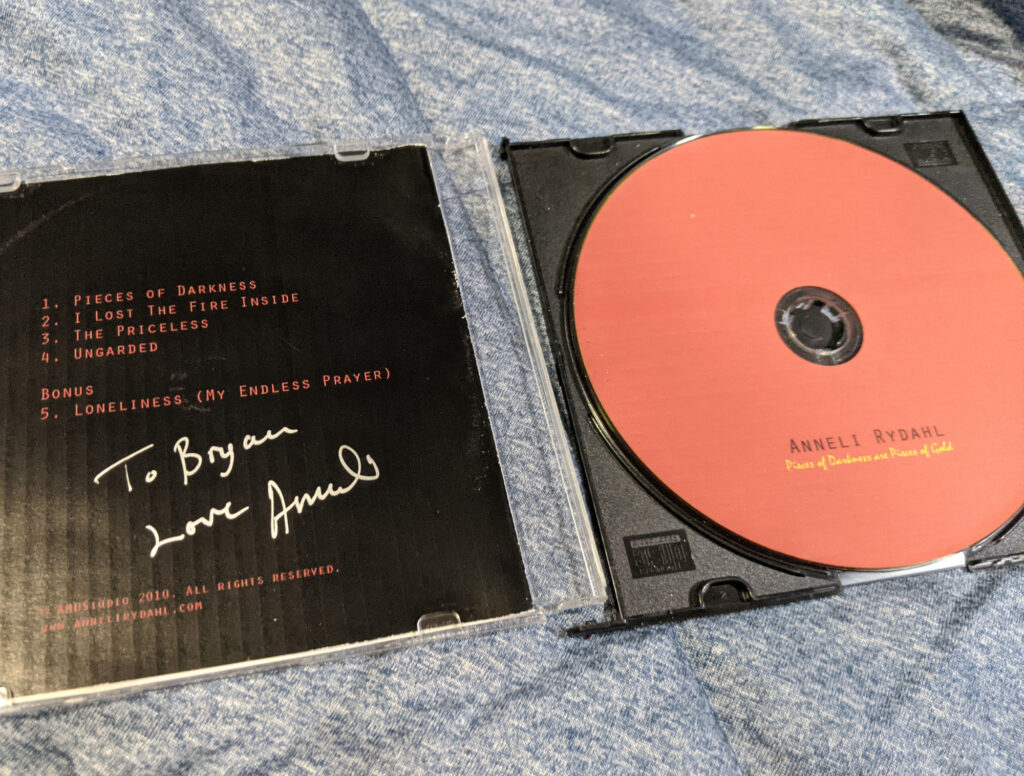 1. Pieces of Darkness
2. I Lost The Fire Inside
3. The Priceless
4. Ungarded
Bonus
5. Loneliness (My Endless Prayer)
To Bryan
Love Anneli
2010. All rights reserved.
www.annelirydahl.com
Anneli Rydahl
Pieces of Darkness are Pieces of Gold